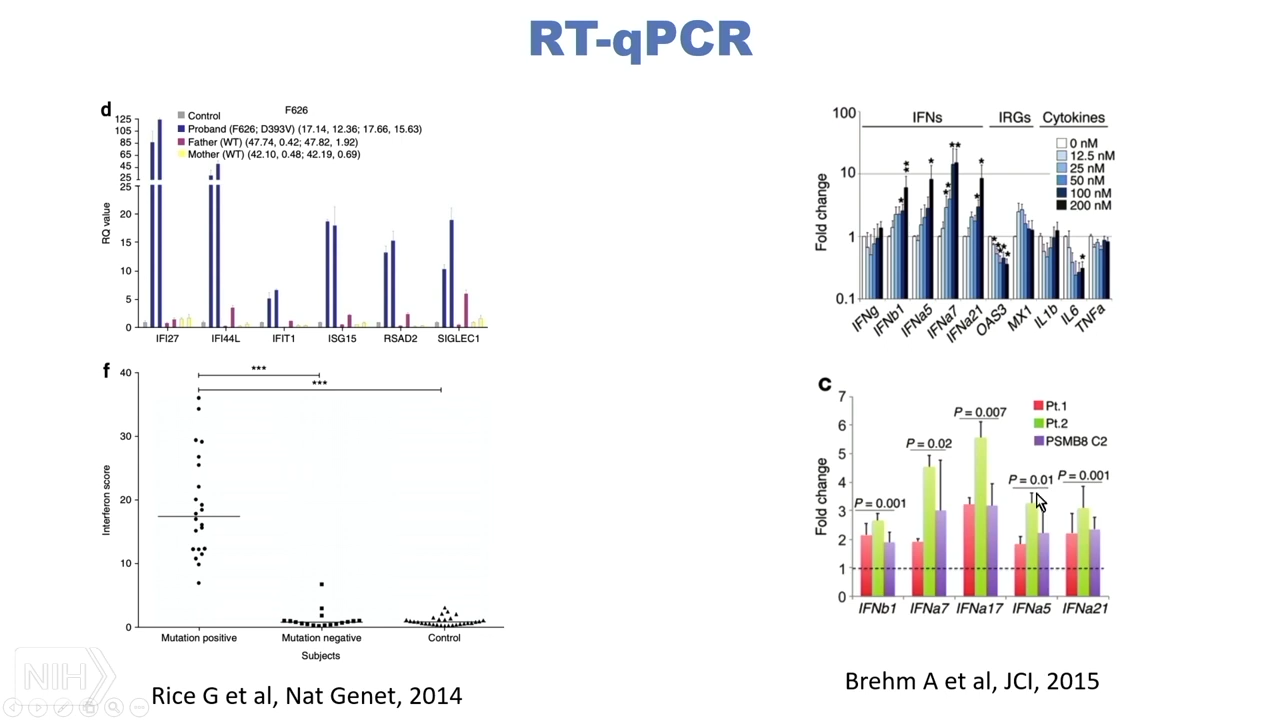 RT-qPCR
d
F626
Control
Proband (F626; D393V) (17.14, 12.36; 17.66, 15.63)
Father (WT) (47.74, 0.42; 47.82, 1.92)
Mother (WT) (42.10, 0.48; 42.19, 0.69)
125
105
85
65
45
25
25
20
15
10
5
0
RQ value
IFI27 IFI44L IFIT1 ISG15 RSAD2 SIGLEC1
f
***
***
40
30
20
10
0
Interferon score
Mutation positive Mutation negative Control
Subjects
Rice G et al, Nat Genet, 2014
NIH
100
10
1
0.1
Fold change
IFNs IRGs Cytokines
0 nM
12.5 nM
25 nM
50 nM
100 nM
200 nM
IFNg IFNb1 IFNa5 IFNa7 IFNa21 OAS3 MX1 IL1b IL6 TNFa
c
7
6
5
4
3
2
1
0
Fold change
Pt.1
Pt.2
PSMB8 C2
P = 0.001
P = 0.02
P = 0.007
P = 0.01
P = 0.001
IFNb1 IFNa7 IFNa17 IFNa5 IFNa21
Brehm A et al, JCI, 2015